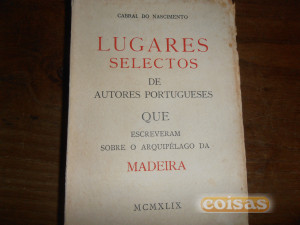 CABRAL DO NASCIMENTO
LUGARES
SELECTOS
DE
AUTORES PORTUGUESES
QUE
ESCREVERAM
SOBRE O ARQUIPÉLAGO DA
MADEIRA
MCMXLIX
coisas